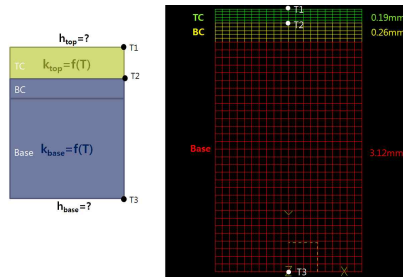 h_top=?
T1
TC k_top=f(T)
T2
BC
Base k_base=f(T)
T3
h_base=?
T1
TC 0.19mm
T2
BC 0.26mm
Base 3.12mm
T3
Z X